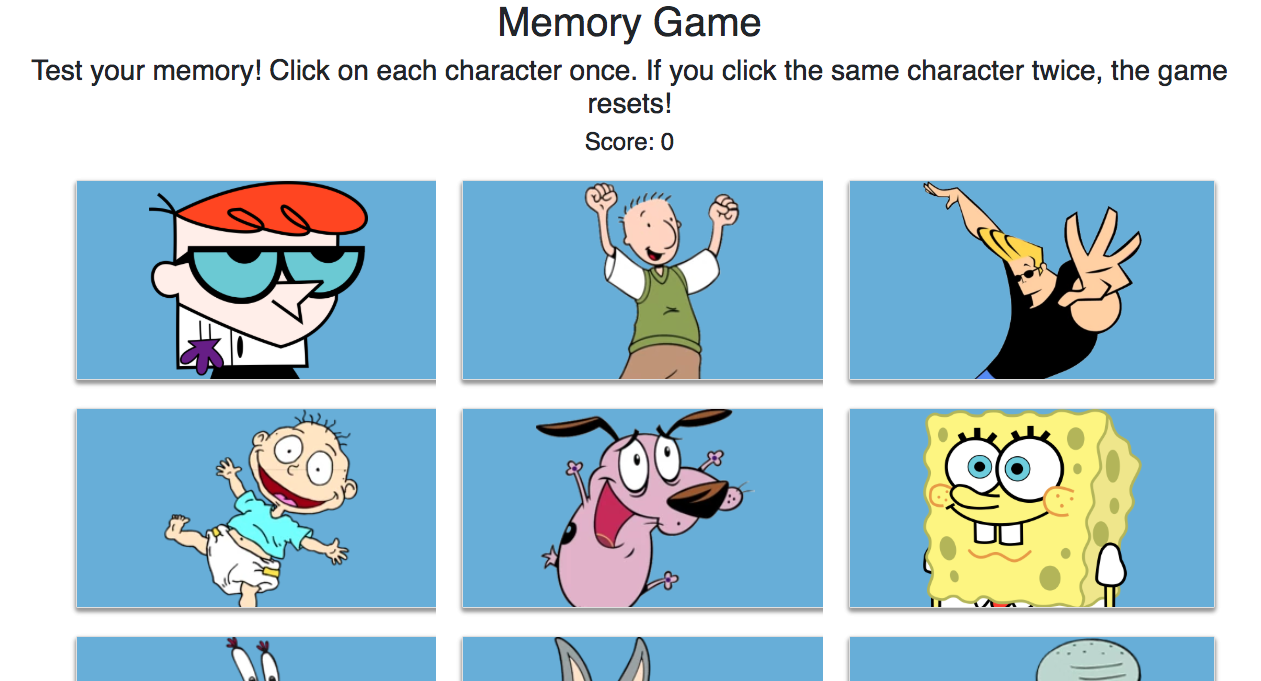 Memory Game
Test your memory! Click on each character once. If you click the same character twice, the game
resets!
Score: 0